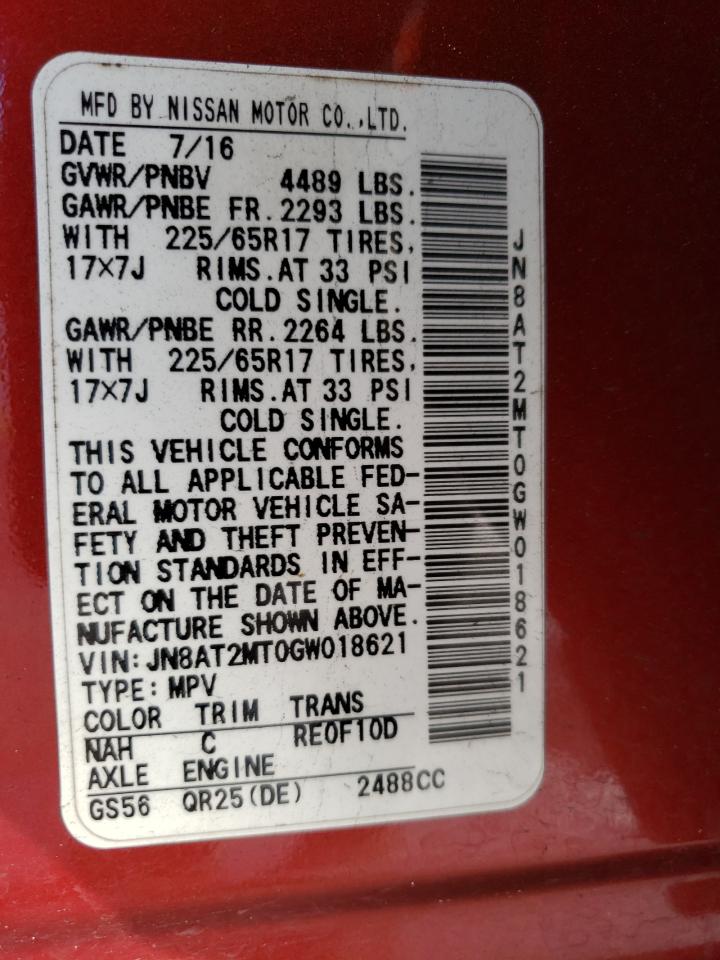 MFD BY NISSAN MOTOR CO.,LTD.
DATE 7/16
GVWR/PNBV 4489 LBS.
GAWR/PNBE FR. 2293 LBS.
WITH 225/65R17 TIRES,
17×7J RIMS.AT 33 PSI
COLD SINGLE.
GAWR/PNBE RR. 2264 LBS.
WITH 225/65R17 TIRES,
17×7J RIMS.AT 33 PSI
COLD SINGLE.
THIS VEHICLE CONFORMS
TO ALL APPLICABLE FED-
ERAL MOTOR VEHICLE SA-
FETY AND THEFT PREVEN-
TION STANDARDS IN EFF-
ECT ON THE DATE OF MA-
NUFACTURE SHOWN ABOVE.
VIN: JN8AT2MT0GW018621
TYPE: MPV
COLOR TRIM TRANS
NAH C RE0F10D
AXLE ENGINE
GS56 QR25(DE) 2488CC
JN8AT2MT0GW018621